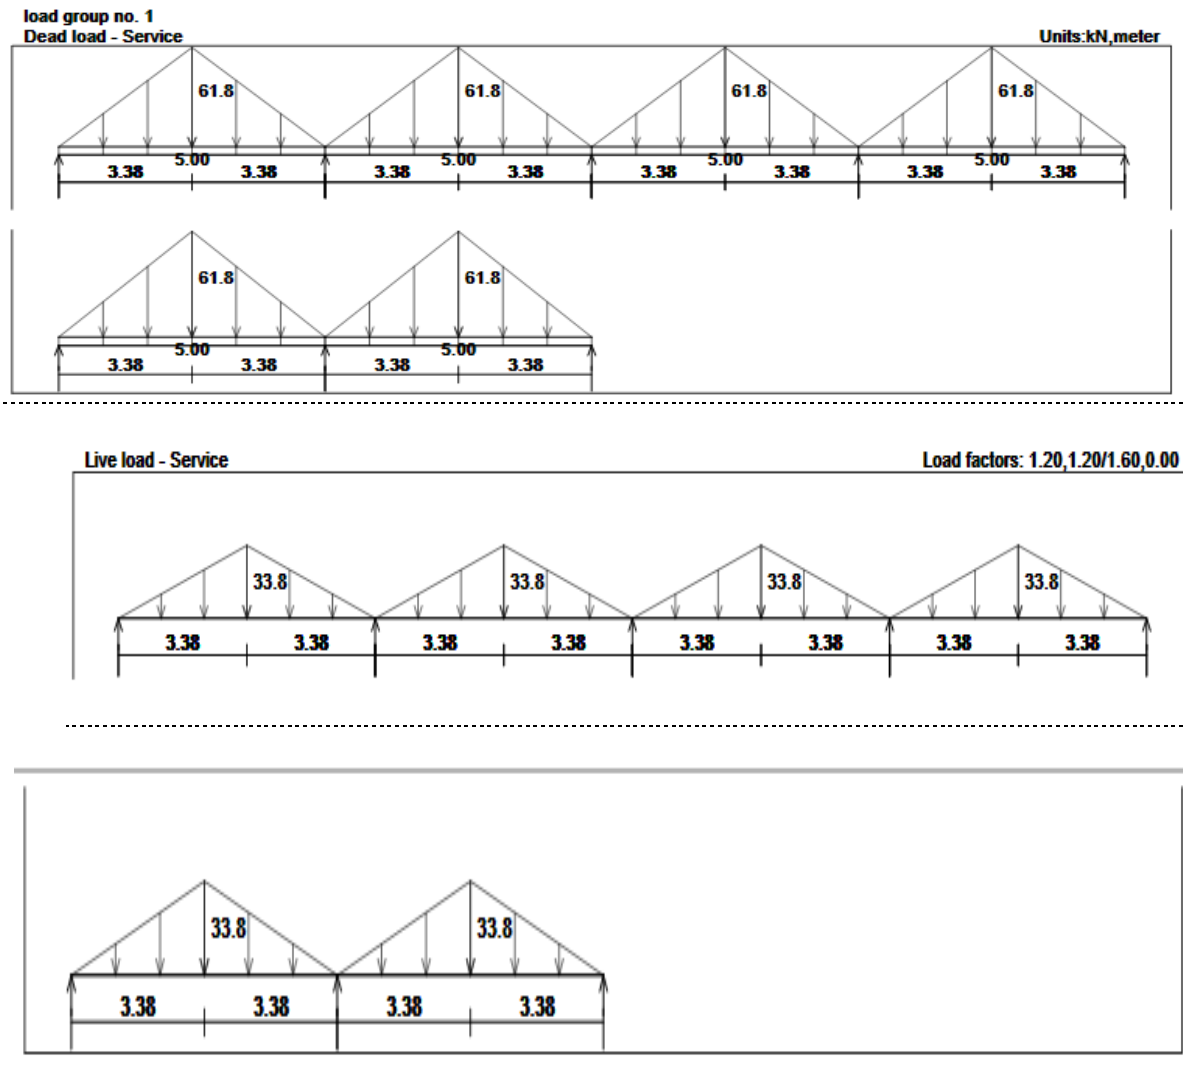 load group no. 1
Dead load - Service Units:kN,meter
61.8 61.8 61.8 61.8
5.00 5.00 5.00 5.00
3.38 3.38 3.38 3.38 3.38 3.38 3.38 3.38
61.8 61.8
5.00 5.00
3.38 3.38 3.38 3.38
Live load - Service Load factors: 1.20,1.20/1.60,0.00
33.8 33.8 33.8 33.8
3.38 3.38 3.38 3.38 3.38 3.38 3.38 3.38
33.8 33.8
3.38 3.38 3.38 3.38